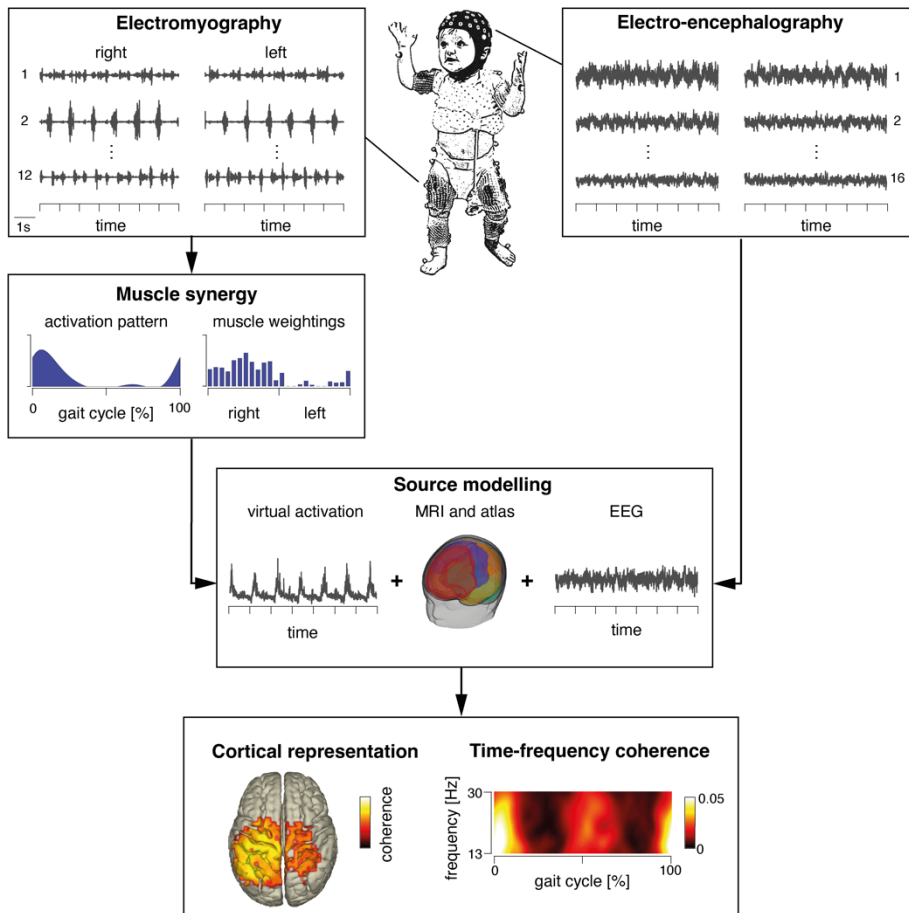 Electromyography
right left
1
2
⋮ ⋮
12
1s time time
Electro-encephalography
1
2
⋮ ⋮
16
time time
Muscle synergy
activation pattern muscle weightings
0 100
gait cycle [%] right left
Source modelling
virtual activation MRI and atlas EEG
+ +
time time
Cortical representation
coherence
Time-frequency coherence
frequency [Hz]
30 0.05
13 0
0 100
gait cycle [%]